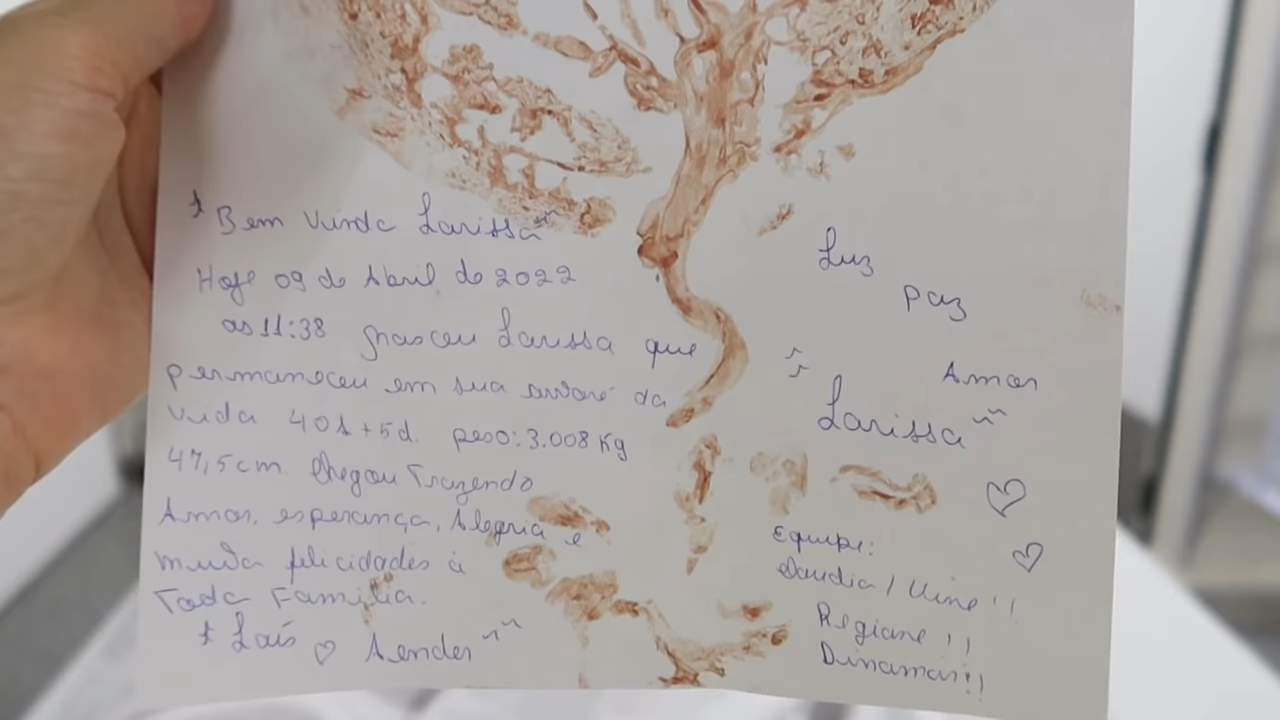 Bem Vinda Larissa
Hoje 09 de Abril de 2022
as 11:38 nasceu Larissa que
permaneceu em sua arvore da
vida 40s+5d. peso: 3.008 Kg
47,5cm. Chegou Trazendo
Amor, esperança, Alegria e
muita felicidades à
Toda Família.
Laís ♡ Aender
Luz
paz
Amor
Larissa
Equipe:
Claudia /
Regiane !!
Dinamar!!